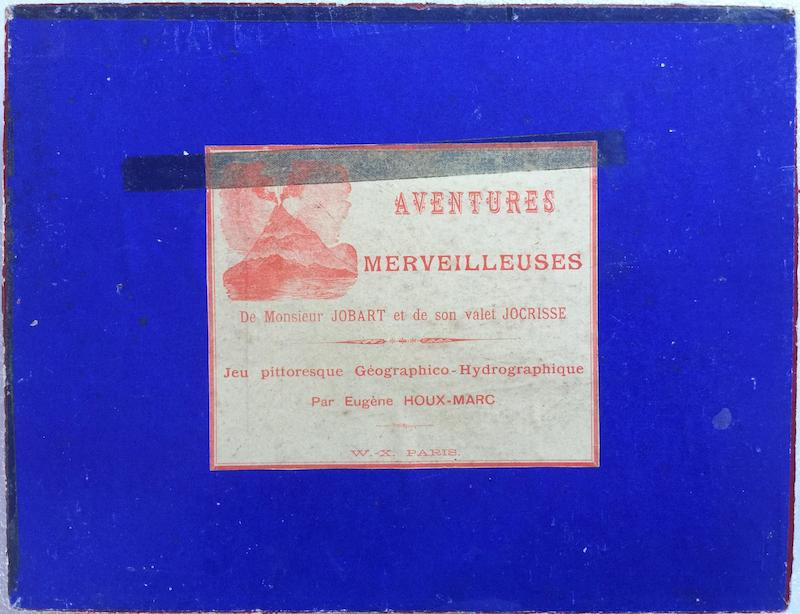 AVENTURES
MERVEILLEUSES
De Monsieur JOBART et de son valet JOCRISSE
Jeu pittoresque Géographico-Hydrographique
Par Eugène HOUX-MARC
W.-X. PARIS.